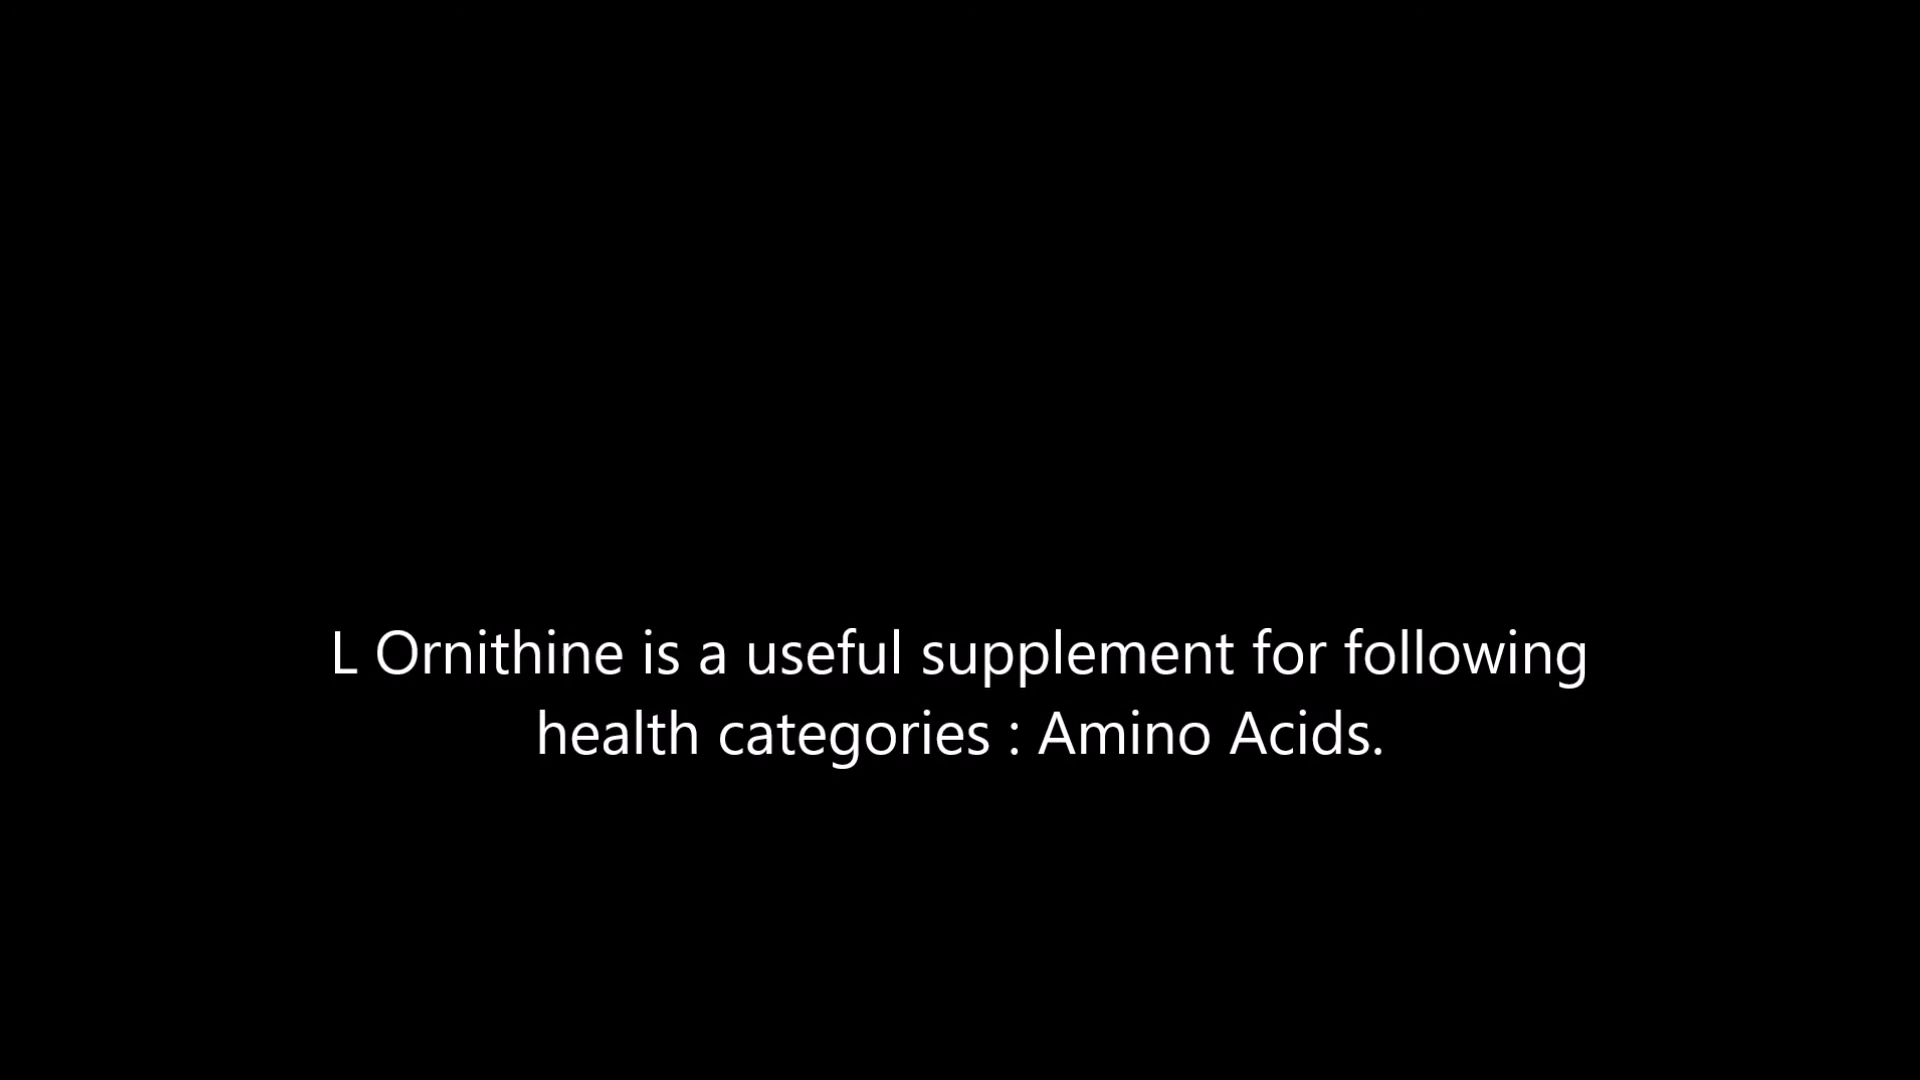 L Ornithine is a useful supplement for following
health categories : Amino Acids.